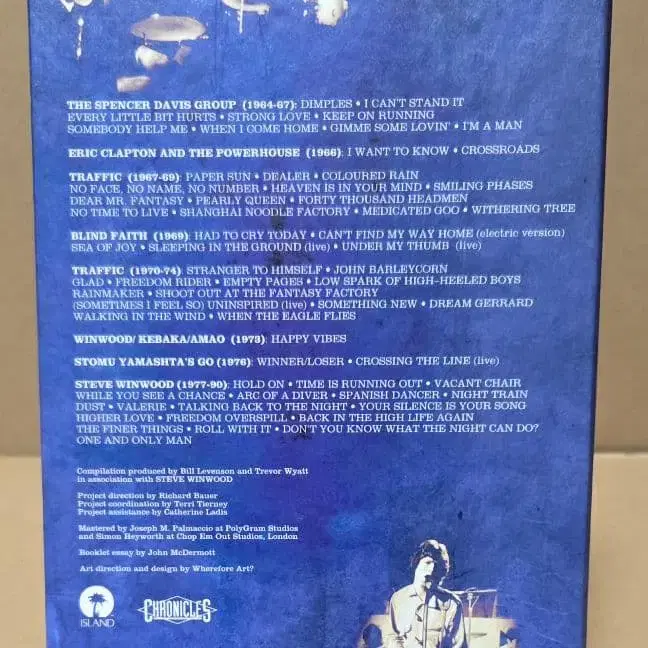 THE SPENCER DAVIS GROUP (1964-67): DIMPLES • I CAN'T STAND IT
EVERY LITTLE BIT HURTS • STRONG LOVE • KEEP ON RUNNING
SOMEBODY HELP ME • WHEN I COME HOME • GIMME SOME LOVIN' • I'M A MAN
ERIC CLAPTON AND THE POWERHOUSE (1966): I WANT TO KNOW • CROSSROADS
TRAFFIC (1967-69): PAPER SUN • DEALER • COLOURED RAIN
NO FACE, NO NAME, NO NUMBER • HEAVEN IS IN YOUR MIND • SMILING PHASES
DEAR MR. FANTASY • PEARLY QUEEN • FORTY THOUSAND HEADMEN
NO TIME TO LIVE • SHANGHAI NOODLE FACTORY • MEDICATED GOO • WITHERING TREE
BLIND FAITH (1969): HAD TO CRY TODAY • CAN'T FIND MY WAY HOME (electric version)
SEA OF JOY • SLEEPING IN THE GROUND (live) • UNDER MY THUMB (live)
TRAFFIC (1970-74): STRANGER TO HIMSELF • JOHN BARLEYCORN
GLAD • FREEDOM RIDER • EMPTY PAGES • LOW SPARK OF HIGH-HEELED BOYS
RAINMAKER • SHOOT OUT AT THE FANTASY FACTORY
(SOMETIMES I FEEL SO) UNINSPIRED (live) • SOMETHING NEW • DREAM GERRARD
WALKING IN THE WIND • WHEN THE EAGLE FLIES
WINWOOD/KEBAKA/AMAO (1973): HAPPY VIBES
STOMU YAMASHTA'S GO (1976): WINNER/LOSER • CROSSING THE LINE (live)
STEVE WINWOOD (1977-90): HOLD ON • TIME IS RUNNING OUT • VACANT CHAIR
WHILE YOU SEE A CHANCE • ARC OF A DIVER • SPANISH DANCER • NIGHT TRAIN
DUST • VALERIE • TALKING BACK TO THE NIGHT • YOUR SILENCE IS YOUR SONG
HIGHER LOVE • FREEDOM OVERSPILL • BACK IN THE HIGH LIFE AGAIN
THE FINER THINGS • ROLL WITH IT • DON'T YOU KNOW WHAT THE NIGHT CAN DO?
ONE AND ONLY MAN
Compilation produced by Bill Levenson and Trevor Wyatt
in association with STEVE WINWOOD
Project direction by Richard Bauer
Project coordination by Terri Tierney
Project assistance by Catherine Ladis
Mastered by Joseph M. Palmaccio at PolyGram Studios
and Simon Heyworth at Chop Em Out Studios, London
Booklet essay by John McDermott
Art direction and design by Wherefore Art?
ISLAND
CHRONICLES